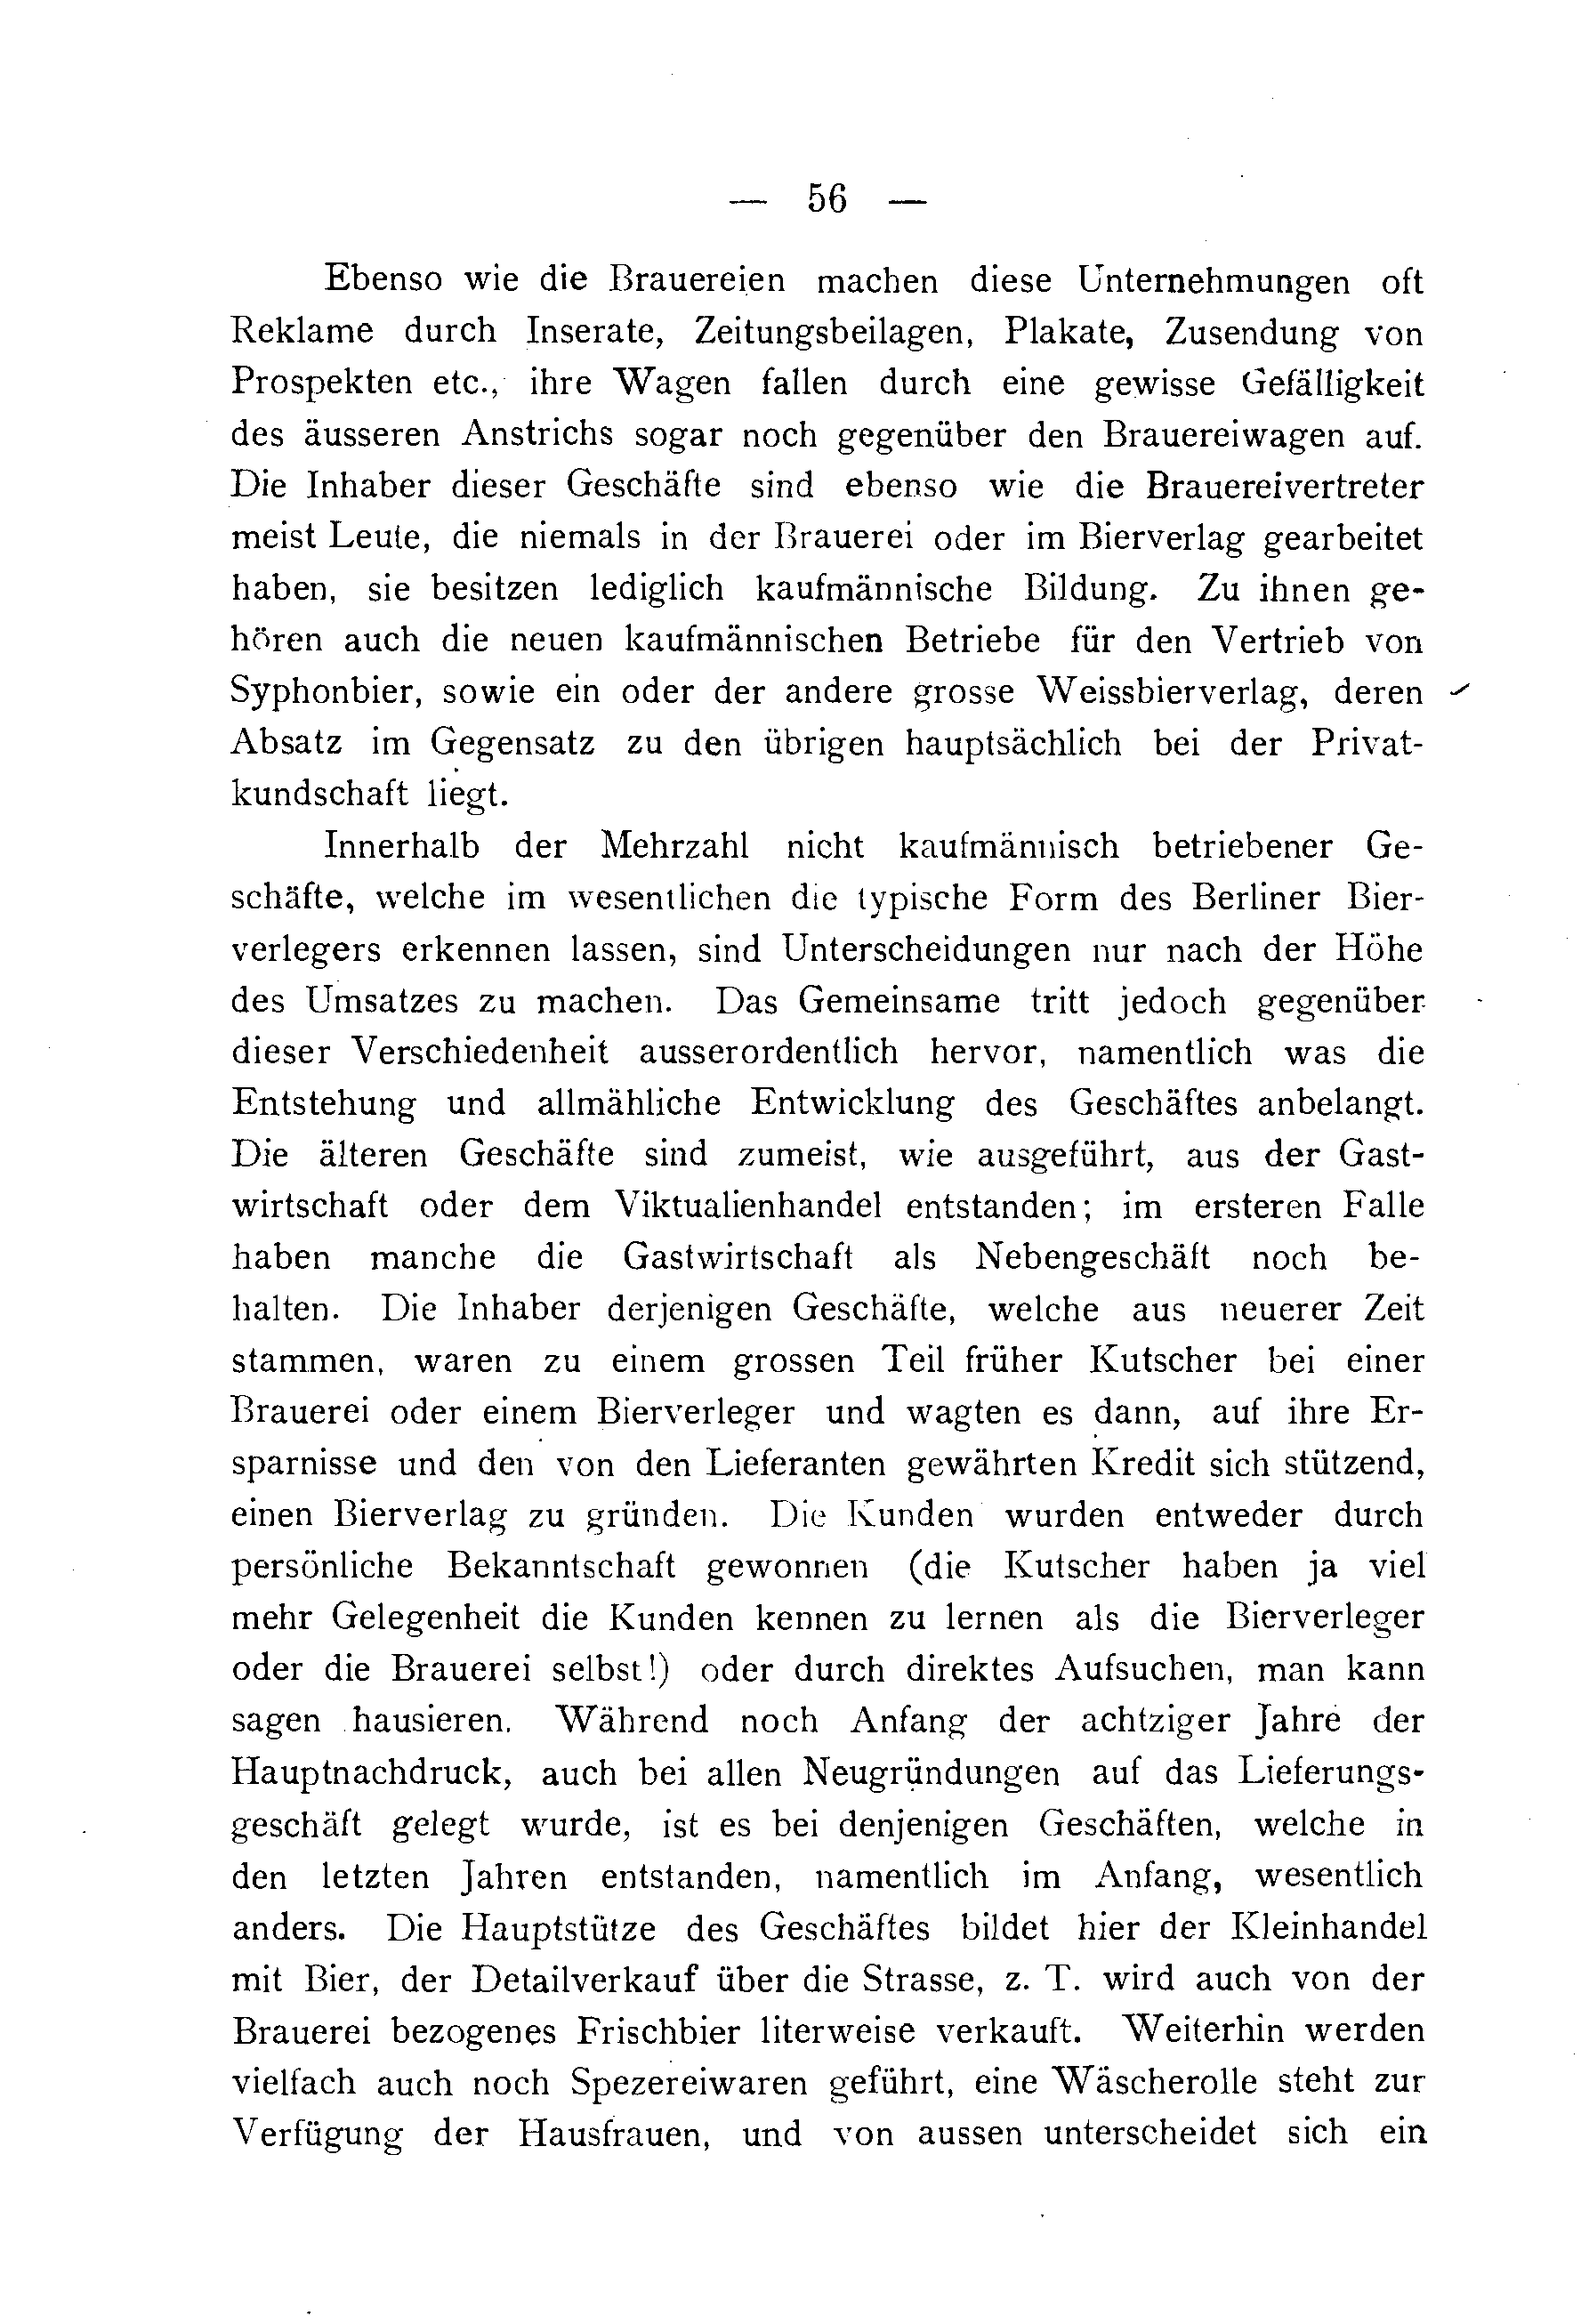 — 56 —
Ebenso wie die Brauereien machen diese Unternehmungen oft
Reklame durch Inserate, Zeitungsbeilagen, Plakate, Zusendung von
Prospekten etc., ihre Wagen fallen durch eine gewisse Gefälligkeit
des äusseren Anstrichs sogar noch gegenüber den Brauereiwagen auf.
Die Inhaber dieser Geschäfte sind ebenso wie die Brauereivertreter
meist Leute, die niemals in der Brauerei oder im Bierverlag gearbeitet
haben, sie besitzen lediglich kaufmännische Bildung. Zu ihnen ge-
hören auch die neuen kaufmännischen Betriebe für den Vertrieb von
Syphonbier, sowie ein oder der andere grosse Weissbierverlag, deren
Absatz im Gegensatz zu den übrigen hauptsächlich bei der Privat-
kundschaft liegt.
Innerhalb der Mehrzahl nicht kaufmännisch betriebener Ge-
schäfte, welche im wesentlichen die typische Form des Berliner Bier-
verlegers erkennen lassen, sind Unterscheidungen nur nach der Höhe
des Umsatzes zu machen. Das Gemeinsame tritt jedoch gegenüber
dieser Verschiedenheit ausserordentlich hervor, namentlich was die
Entstehung und allmähliche Entwicklung des Geschäftes anbelangt.
Die älteren Geschäfte sind zumeist, wie ausgeführt, aus der Gast-
wirtschaft oder dem Viktualienhandel entstanden; im ersteren Falle
haben manche die Gastwirtschaft als Nebengeschäft noch be-
halten. Die Inhaber derjenigen Geschäfte, welche aus neuerer Zeit
stammen, waren zu einem grossen Teil früher Kutscher bei einer
Brauerei oder einem Bierverleger und wagten es dann, auf ihre Er-
sparnisse und den von den Lieferanten gewährten Kredit sich stützend,
einen Bierverlag zu gründen. Die Kunden wurden entweder durch
persönliche Bekanntschaft gewonnen (die Kutscher haben ja viel
mehr Gelegenheit die Kunden kennen zu lernen als die Bierverleger
oder die Brauerei selbst!) oder durch direktes Aufsuchen, man kann
sagen hausieren. Während noch Anfang der achtziger Jahre der
Hauptnachdruck, auch bei allen Neugründungen auf das Lieferungs-
geschäft gelegt wurde, ist es bei denjenigen Geschäften, welche in
den letzten Jahren entstanden, namentlich im Anfang, wesentlich
anders. Die Hauptstütze des Geschäftes bildet hier der Kleinhandel
mit Bier, der Detailverkauf über die Strasse, z. T. wird auch von der
Brauerei bezogenes Frischbier literweise verkauft. Weiterhin werden
vielfach auch noch Spezereiwaren geführt, eine Wäscherolle steht zur
Verfügung der Hausfrauen, und von aussen unterscheidet sich ein